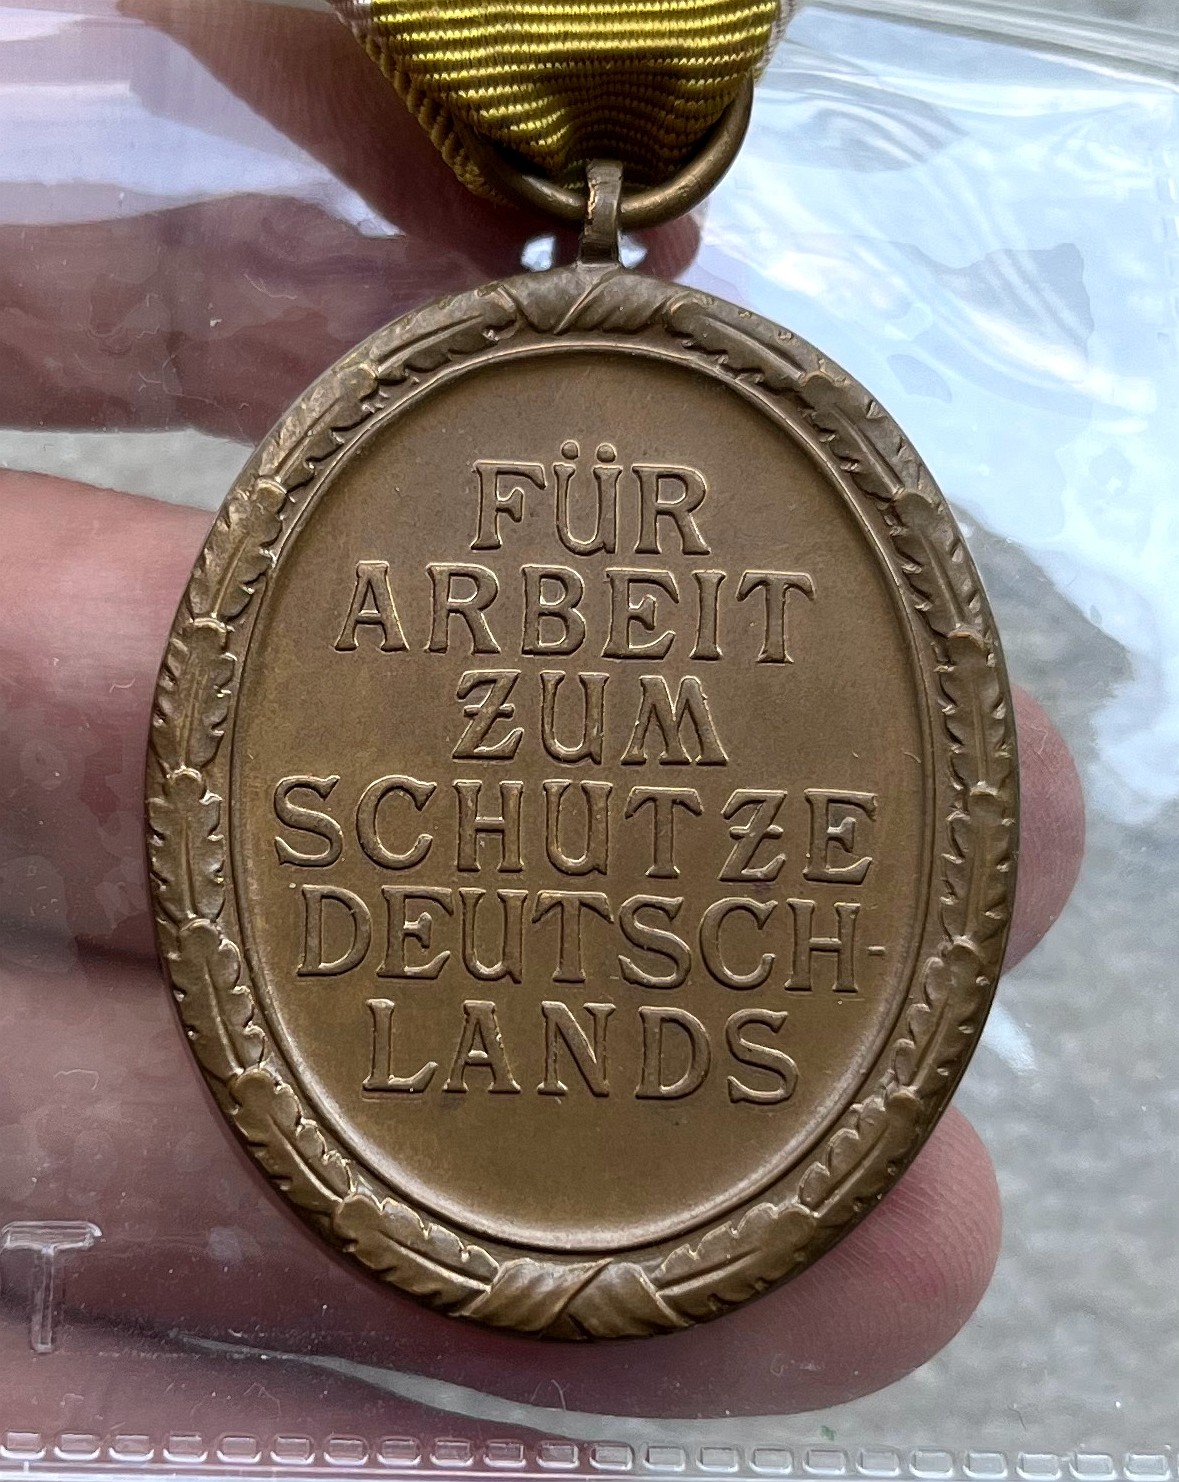 FÜR
ARBEIT
ZUM
SCHUTZE
DEUTSCH-
LANDS